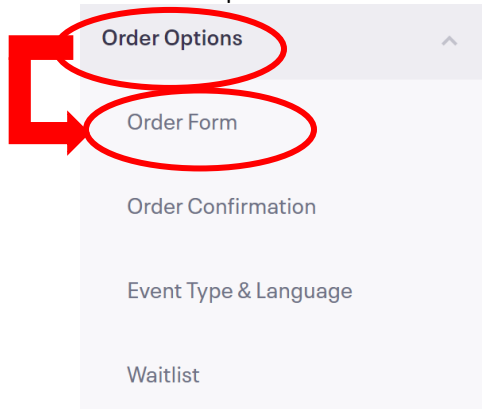 Order Options
Order Form
Order Confirmation
Event Type & Language
Waitlist